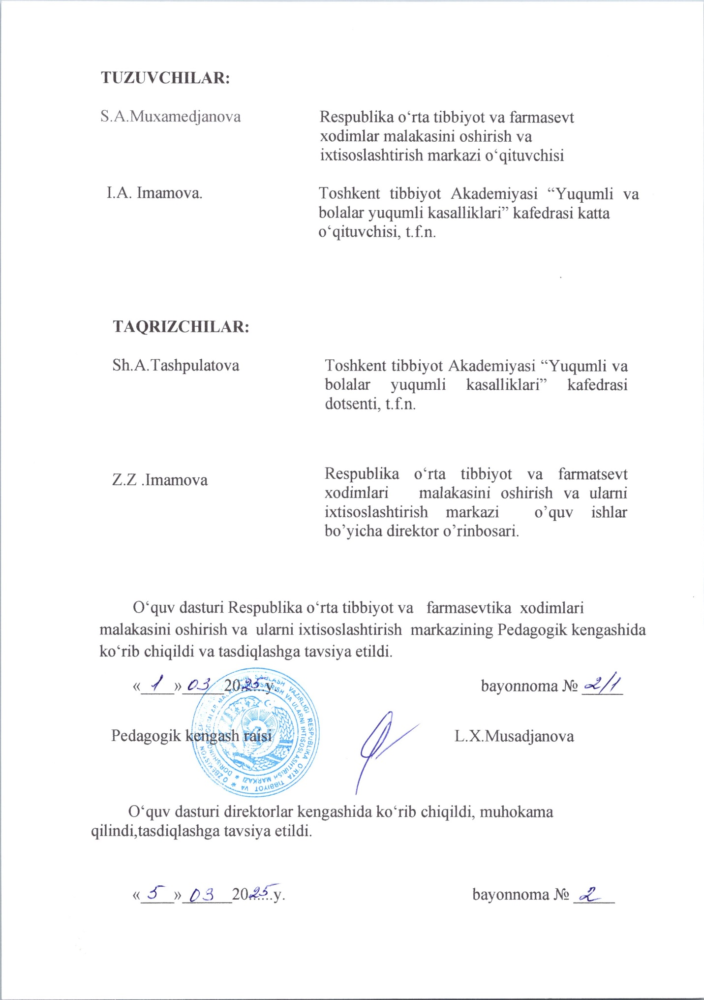 TUZUVCHILAR:
S.A.Muxamedjanova
Respublika o‘rta tibbiyot va farmasevt
xodimlar malakasini oshirish va
ixtisoslashtirish markazi o‘qituvchisi
I.A. Imamova.
Toshkent tibbiyot Akademiyasi “Yuqumli va
bolalar yuqumli kasalliklari” kafedrasi katta
o‘qituvchisi, t.f.n.
TAQRIZCHILAR:
Sh.A.Tashpulatova
Toshkent tibbiyot Akademiyasi “Yuqumli va
bolalar yuqumli kasalliklari” kafedrasi
dotsenti, t.f.n.
Z.Z .Imamova
Respublika o‘rta tibbiyot va farmatsevt
xodimlari malakasini oshirish va ularni
ixtisoslashtirish markazi o’quv ishlar
bo’yicha direktor o’rinbosari.
O‘quv dasturi Respublika o‘rta tibbiyot va farmasevtika xodimlari
malakasini oshirish va ularni ixtisoslashtirish markazining Pedagogik kengashida
ko‘rib chiqildi va tasdiqlashga tavsiya etildi.
« 1 » 03 2025 y. bayonnoma № 2/1
Pedagogik kengash raisi L.X.Musadjanova
SAQLASH VAZIRLIGI RESPUBLIKA O‘RTA TIBBIYOT VA * O‘ZBEKISTON
OSHIRISH VA ULARNI IHTISOSLASHTIRISH MARKAZI *
O‘quv dasturi direktorlar kengashida ko‘rib chiqildi, muhokama
qilindi,tasdiqlashga tavsiya etildi.
« 5 » 03 2025 y. bayonnoma № 2